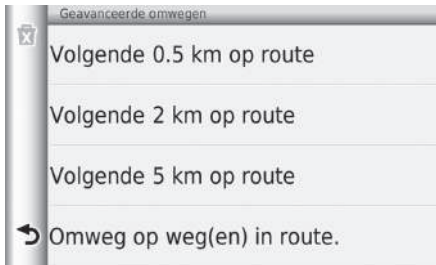 Geavanceerde omwegen
Volgende 0.5 km op route
Volgende 2 km op route
Volgende 5 km op route
Omweg op weg(en) in route.